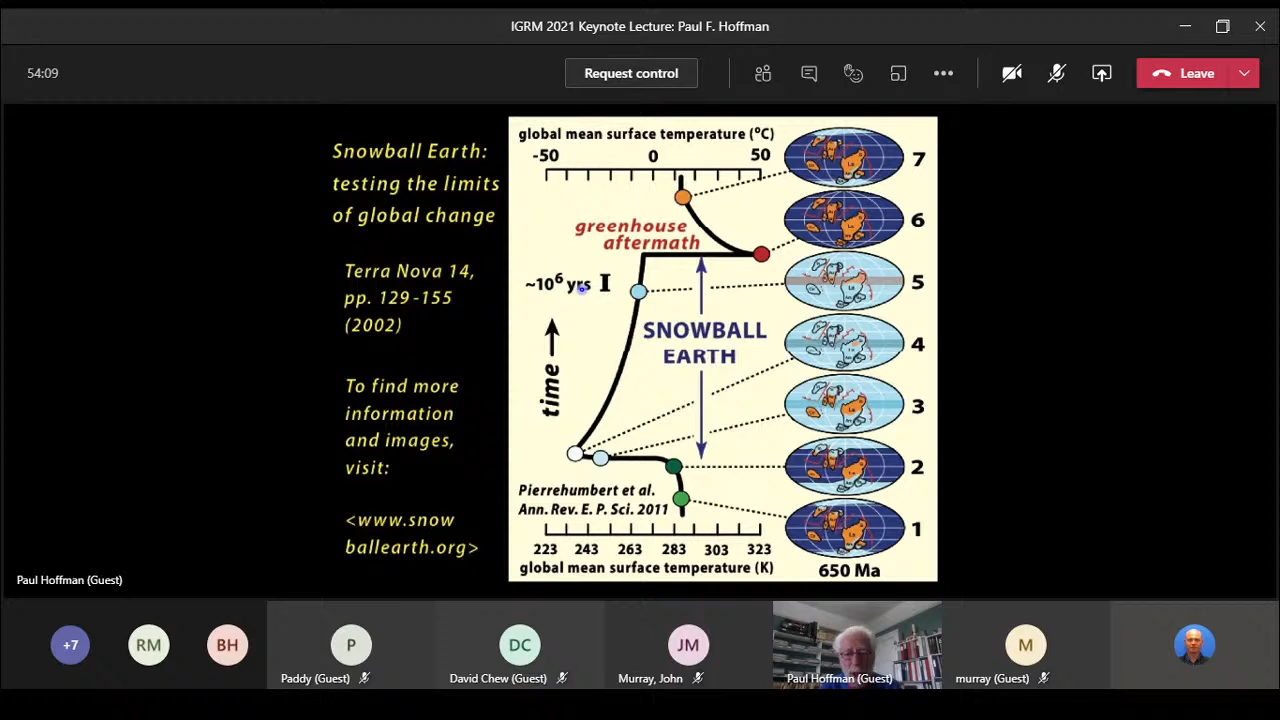 IGRM 2021 Keynote Lecture: Paul F. Hoffman
54:09
Request control
Leave
Snowball Earth:
testing the limits
of global change
Terra Nova 14,
pp. 129 -155
(2002)
To find more
information
and images,
visit:
<www.snow
ballearth.org>
global mean surface temperature (ºC)
-50 0 50
greenhouse
aftermath
~10⁶ yrs I
SNOWBALL
EARTH
time
Pierrehumbert et al.
Ann. Rev. E. P. Sci. 2011
223 243 263 283 303 323
global mean surface temperature (K)
7
6
5
4
3
2
1
650 Ma
Paul Hoffman (Guest)
+7
RM
BH
P
Paddy (Guest)
DC
David Chew (Guest)
JM
Murray, John
Paul Hoffman (Guest)
M
murray (Guest)